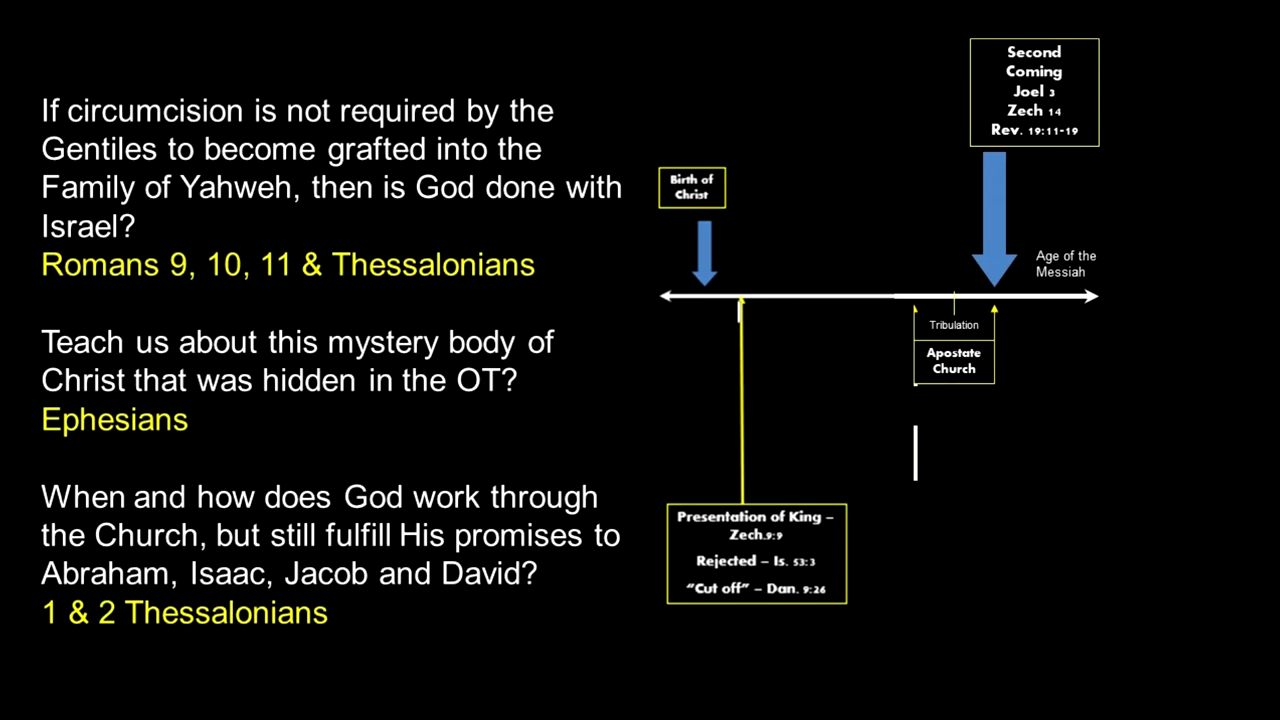 If circumcision is not required by the
Gentiles to become grafted into the
Family of Yahweh, then is God done with
Israel?
Romans 9, 10, 11 & Thessalonians
Teach us about this mystery body of
Christ that was hidden in the OT?
Ephesians
When and how does God work through
the Church, but still fulfill His promises to
Abraham, Isaac, Jacob and David?
1 & 2 Thessalonians
Second
Coming
Joel 3
Zech 14
Rev. 19:11-19
Birth of
Christ
Age of the
Messiah
Tribulation
Apostate
Church
Presentation of King –
Zech.9:9
Rejected – Is. 53:3
“Cut off” – Dan. 9:26